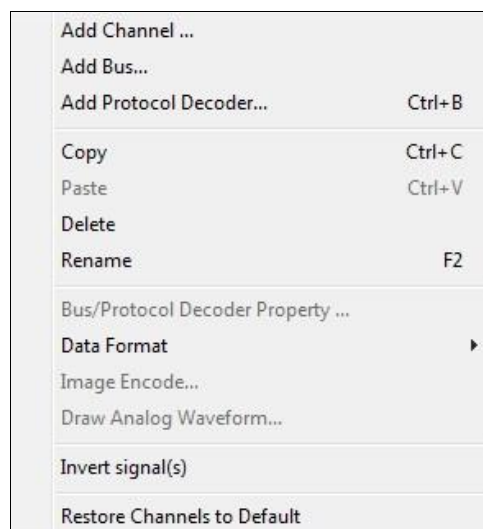 Add Channel ...
Add Bus...
Add Protocol Decoder... Ctrl+B
Copy Ctrl+C
Paste Ctrl+V
Delete
Rename F2
Bus/Protocol Decoder Property ...
Data Format
Image Encode...
Draw Analog Waveform...
Invert signal(s)
Restore Channels to Default